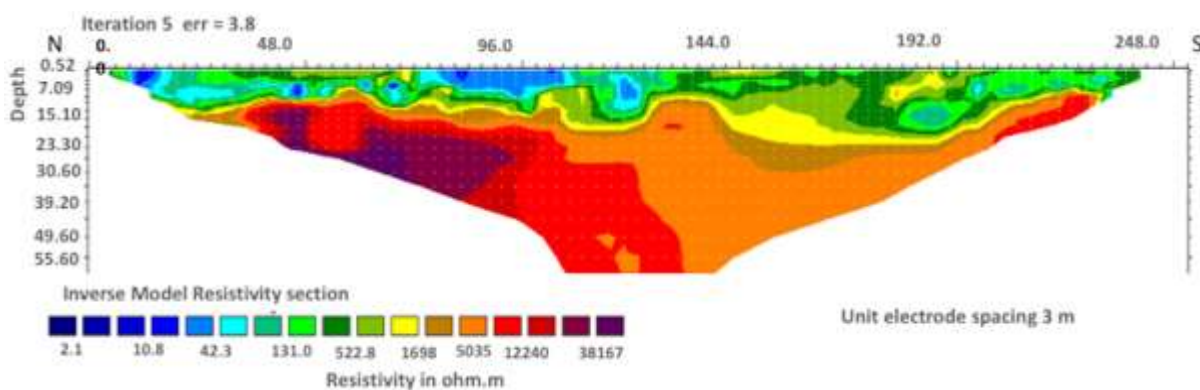 Iteration 5 err = 3.8
N 0. 48.0 96.0 144.0 192.0 248.0 S
0
Depth
0.52
7.09
15.10
23.30
30.60
39.20
49.60
55.60
Inverse Model Resistivity section
Unit electrode spacing 3 m
2.1 10.8 42.3 131.0 522.8 1698 5035 12240 38167
Resistivity in ohm.m